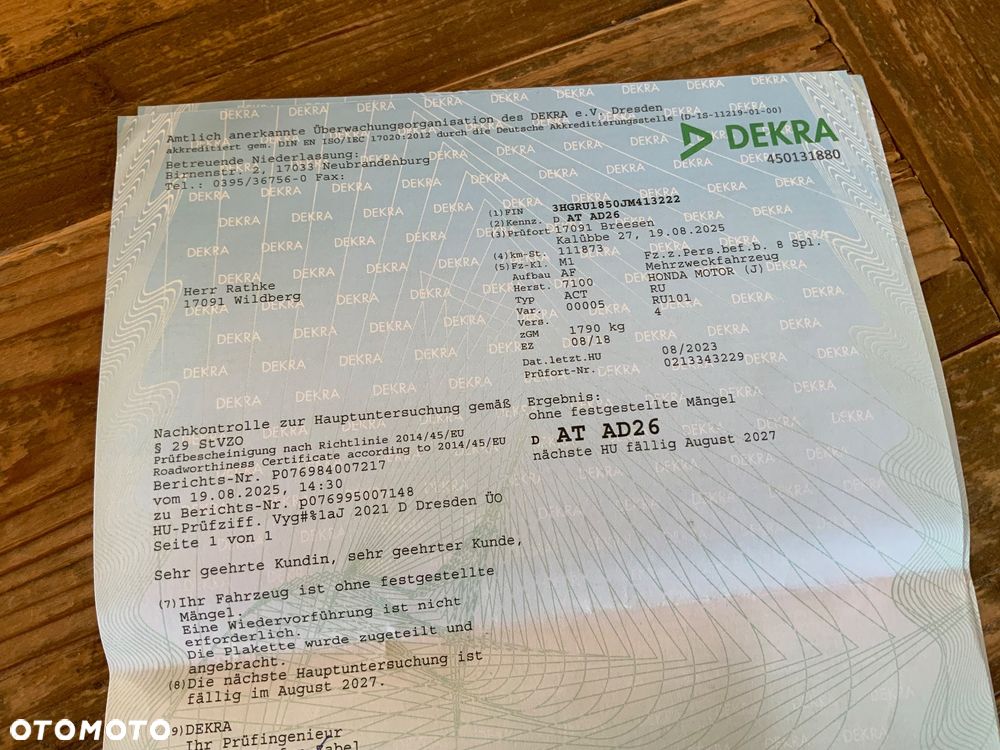 Amtlich anerkannte Überwachungsorganisation des DEKRA e.V. Dresden
akkreditiert gem. DIN EN ISO/IEC 17020:2012 durch die Deutsche Akkreditierungsstelle (D-IS-11219-01-00)
DEKRA
450131880
Betreuende Niederlassung:
Birnenstr. 2, 17033 Neubrandenburg
Tel.: 0395/36756-0 Fax:
Herr Rathke
17091 Wildberg
(1) FIN 3HGRU1850JM413222
(2) Kennz. D AT AD26
(3) Prüfort 17091 Breesen
Kalübbe 27, 19.08.2025
(4) km-St. 111873
(5) Fz-Kl. M1 Fz.z.Pers.bef.b. 8 Spl.
Aufbau AF Mehrzweckfahrzeug
Herst. 7100 HONDA MOTOR (J)
Typ ACT RU
Var. 00005 RU101
Vers. 4
zGM 1790 kg
EZ 08/18
Dat.letzt.HU 08/2023
Prüfort-Nr. 0213343229
Nachkontrolle zur Hauptuntersuchung gemäß
§ 29 StVZO
Prüfbescheinigung nach Richtlinie 2014/45/EU
Roadworthiness Certificate according to 2014/45/EU
Berichts-Nr. P076984007217
vom 19.08.2025, 14:30
zu Berichts-Nr. p076995007148
HU-Prüfziff. Vyg#%1aJ 2021 D Dresden ÜO
Seite 1 von 1
Ergebnis:
ohne festgestellte Mängel
D AT AD26
nächste HU fällig August 2027
Sehr geehrte Kundin, sehr geehrter Kunde,
(7) Ihr Fahrzeug ist ohne festgestellte
Mängel.
Eine Wiedervorführung ist nicht
erforderlich.
Die Plakette wurde zugeteilt und
angebracht.
(8) Die nächste Hauptuntersuchung ist
fällig im August 2027.
9) DEKRA
Ihr Prüfingenieur
OTOMOTO